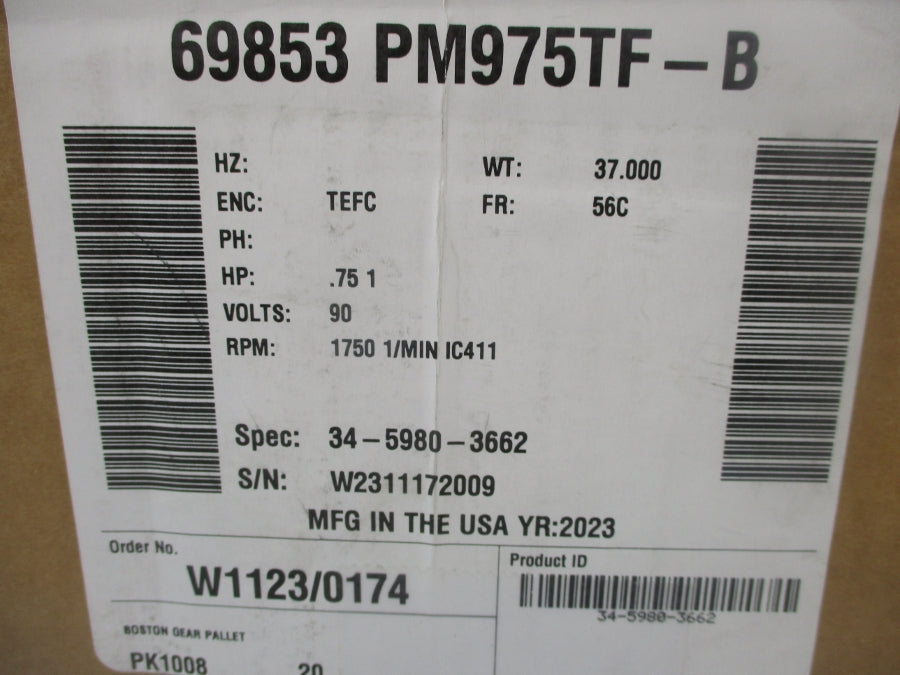 69853 PM975TF-B
HZ: WT: 37.000
ENC: TEFC FR: 56C
PH:
HP: .75 1
VOLTS: 90
RPM: 1750 1/MIN IC411
Spec: 34-5980-3662
S/N: W2311172009
MFG IN THE USA YR:2023
Order No. Product ID
W1123/0174
34-5980-3662
BOSTON GEAR PALLET
PK1008 20